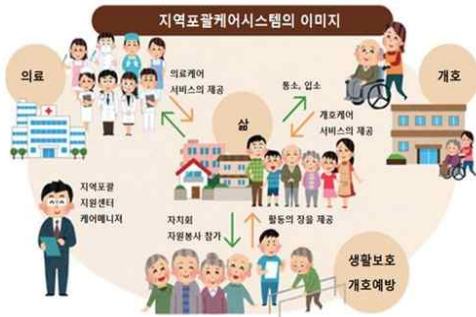 지역포괄케어시스템의 이미지
의료
의료케어
서비스의 제공
통소, 입소
개호
삶
개호케어
서비스의 제공
지역포괄
지원센터
케어매니저
자치회
자원봉사 참가
활동의 장을 제공
생활보호
개호예방